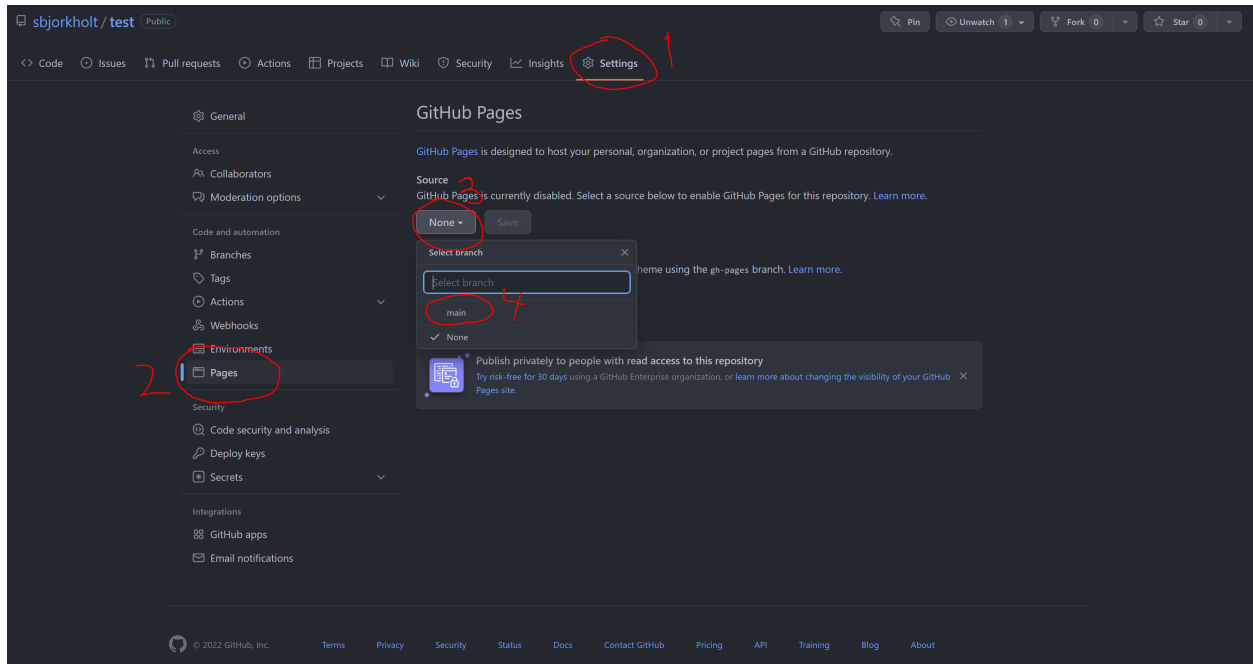 sbjorkholt / test Public
Pin Unwatch 1 Fork 0 Star 0
Code Issues Pull requests Actions Projects Wiki Security Insights Settings 1
General
Access
Collaborators
Moderation options
Code and automation
Branches
Tags
Actions
Webhooks
Environments
2 Pages
Security
Code security and analysis
Deploy keys
Secrets
Integrations
GitHub apps
Email notifications
GitHub Pages
GitHub Pages is designed to host your personal, organization, or project pages from a GitHub repository.
Source 3
GitHub Pages is currently disabled. Select a source below to enable GitHub Pages for this repository. Learn more.
None Save
Select branch
heme using the gh-pages branch. Learn more.
Select branch
main 4
None
Publish privately to people with read access to this repository
Try risk-free for 30 days using a GitHub Enterprise organization, or learn more about changing the visibility of your GitHub
Pages site.
© 2022 GitHub, Inc. Terms Privacy Security Status Docs Contact GitHub Pricing API Training Blog About